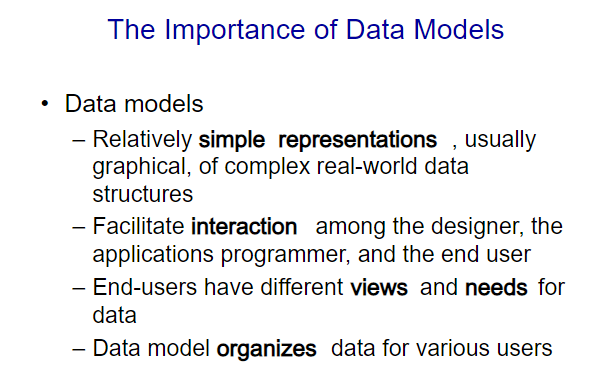 The Importance of Data Models
• Data models
– Relatively simple representations , usually
graphical, of complex real-world data
structures
– Facilitate interaction among the designer, the
applications programmer, and the end user
– End-users have different views and needs for
data
– Data model organizes data for various users